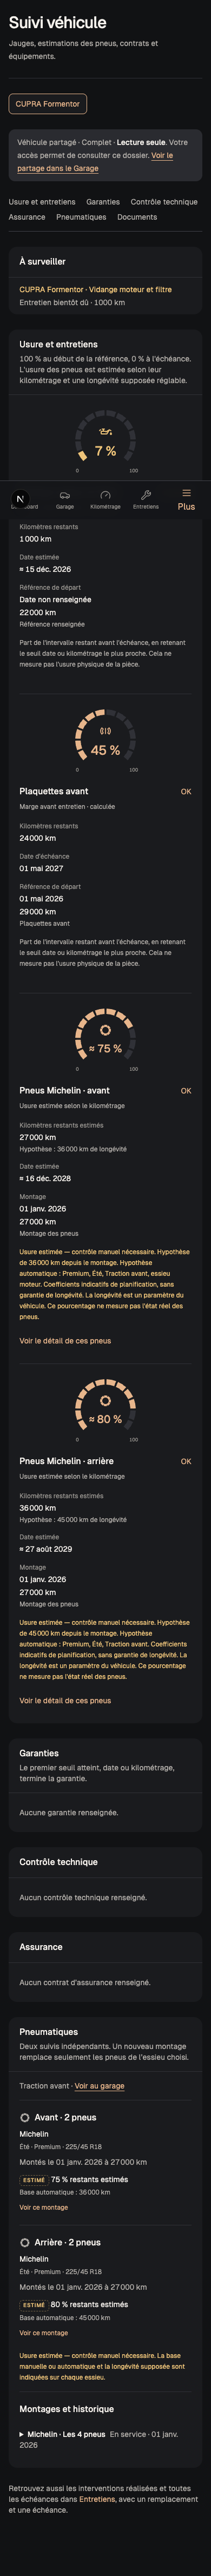 Suivi véhicule
Jauges, estimations des pneus, contrats et
équipements.
CUPRA Formentor
Véhicule partagé · Complet · Lecture seule. Votre
accès permet de consulter ce dossier. Voir le
partage dans le Garage
Usure et entretiens Garanties Contrôle technique
Assurance Pneumatiques Documents
À surveiller
CUPRA Formentor · Vidange moteur et filtre
Entretien bientôt dû · 1000 km
Usure et entretiens
100 % au début de la référence, 0 % à l'échéance.
L'usure des pneus est estimée selon leur
kilométrage et une longévité supposée réglable.
7 %
0 100
N
Garage Kilométrage Entretiens Plus
Kilomètres restants
1 000 km
Date estimée
≈ 15 déc. 2026
Référence de départ
Date non renseignée
22 000 km
Référence renseignée
Part de l'intervalle restant avant l'échéance, en retenant
le seuil date ou kilométrage le plus proche. Cela ne
mesure pas l'usure physique de la pièce.
45 %
0 100
Plaquettes avant OK
Marge avant entretien · calculée
Kilomètres restants
24 000 km
Date d'échéance
01 mai 2027
Référence de départ
01 mai 2026
29 000 km
Plaquettes avant
Part de l'intervalle restant avant l'échéance, en retenant
le seuil date ou kilométrage le plus proche. Cela ne
mesure pas l'usure physique de la pièce.
≈ 75 %
0 100
Pneus Michelin · avant OK
Usure estimée selon le kilométrage
Kilomètres restants estimés
27 000 km
Hypothèse : 36 000 km de longévité
Date estimée
≈ 16 déc. 2028
Montage
01 janv. 2026
27 000 km
Montage des pneus
Usure estimée — contrôle manuel nécessaire. Hypothèse
de 36 000 km depuis le montage. Hypothèse
automatique : Premium, Été, Traction avant, essieu
moteur. Coefficients indicatifs de planification, sans
garantie de longévité. La longévité est un paramètre du
véhicule. Ce pourcentage ne mesure pas l'état réel des
pneus.
Voir le détail de ces pneus
≈ 80 %
0 100
Pneus Michelin · arrière OK
Usure estimée selon le kilométrage
Kilomètres restants estimés
36 000 km
Hypothèse : 45 000 km de longévité
Date estimée
≈ 27 août 2029
Montage
01 janv. 2026
27 000 km
Montage des pneus
Usure estimée — contrôle manuel nécessaire. Hypothèse
de 45 000 km depuis le montage. Hypothèse
automatique : Premium, Été, Traction avant. Coefficients
indicatifs de planification, sans garantie de longévité. La
longévité est un paramètre du véhicule. Ce pourcentage
ne mesure pas l'état réel des pneus.
Voir le détail de ces pneus
Garanties
Le premier seuil atteint, date ou kilométrage,
termine la garantie.
Aucune garantie renseignée.
Contrôle technique
Aucun contrôle technique renseigné.
Assurance
Aucun contrat d'assurance renseigné.
Pneumatiques
Deux suivis indépendants. Un nouveau montage
remplace seulement les pneus de l'essieu choisi.
Traction avant · Voir au garage
Avant · 2 pneus
Michelin
Été · Premium · 225/45 R18
Montés le 01 janv. 2026 à 27 000 km
ESTIMÉ 75 % restants estimés
Base automatique : 36 000 km
Voir ce montage
Arrière · 2 pneus
Michelin
Été · Premium · 225/45 R18
Montés le 01 janv. 2026 à 27 000 km
ESTIMÉ 80 % restants estimés
Base automatique : 45 000 km
Voir ce montage
Usure estimée — contrôle manuel nécessaire. La base
manuelle ou automatique et la longévité supposée sont
indiquées sur chaque essieu.
Montages et historique
Michelin · Les 4 pneus En service · 01 janv.
2026
Retrouvez aussi les interventions réalisées et toutes
les échéances dans Entretiens, avec un remplacement
et une échéance.